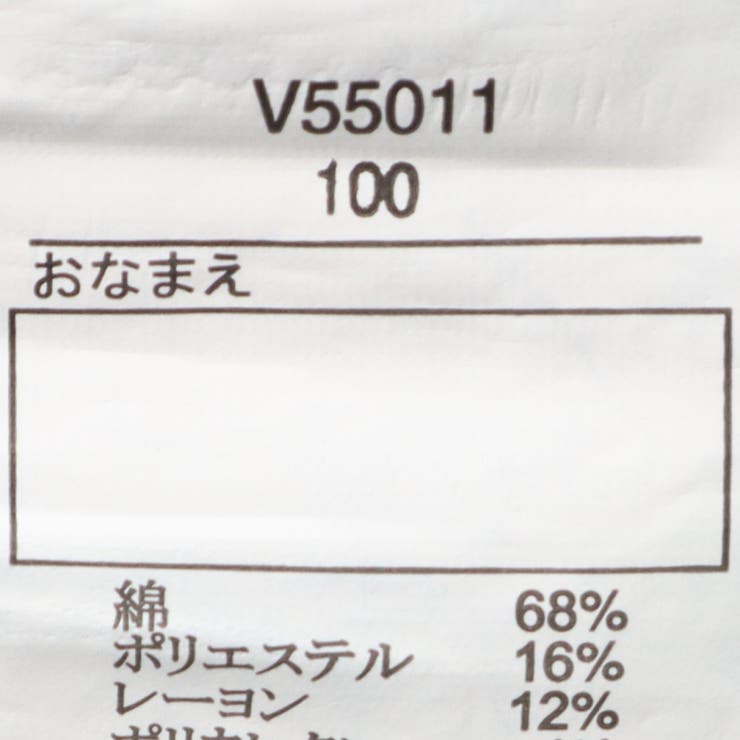 V55011
100
おなまえ
綿 68%
ポリエステル 16%
レーヨン 12%